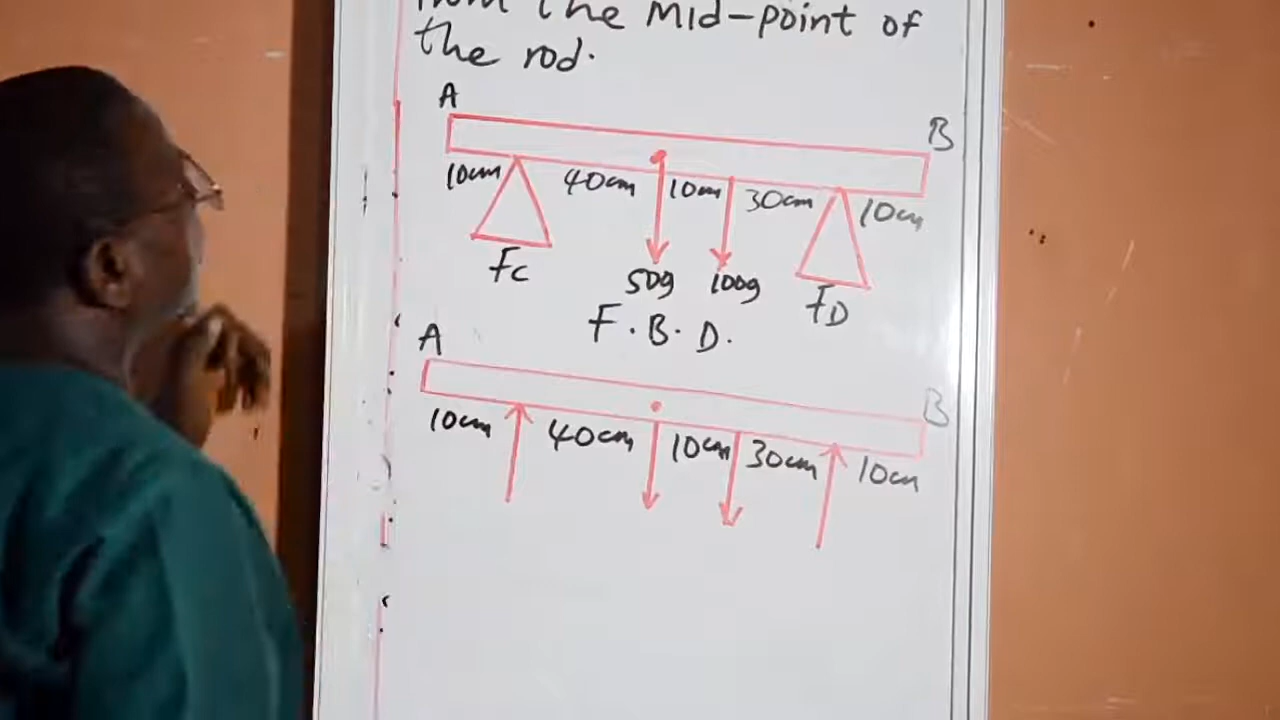 the Mid-point of
the rod.
A
B
10cm 40cm 10cm 30cm 10cm
Fc 50g 100g FD
F.B.D.
A
B
10cm 40cm 10cm 30cm 10cm